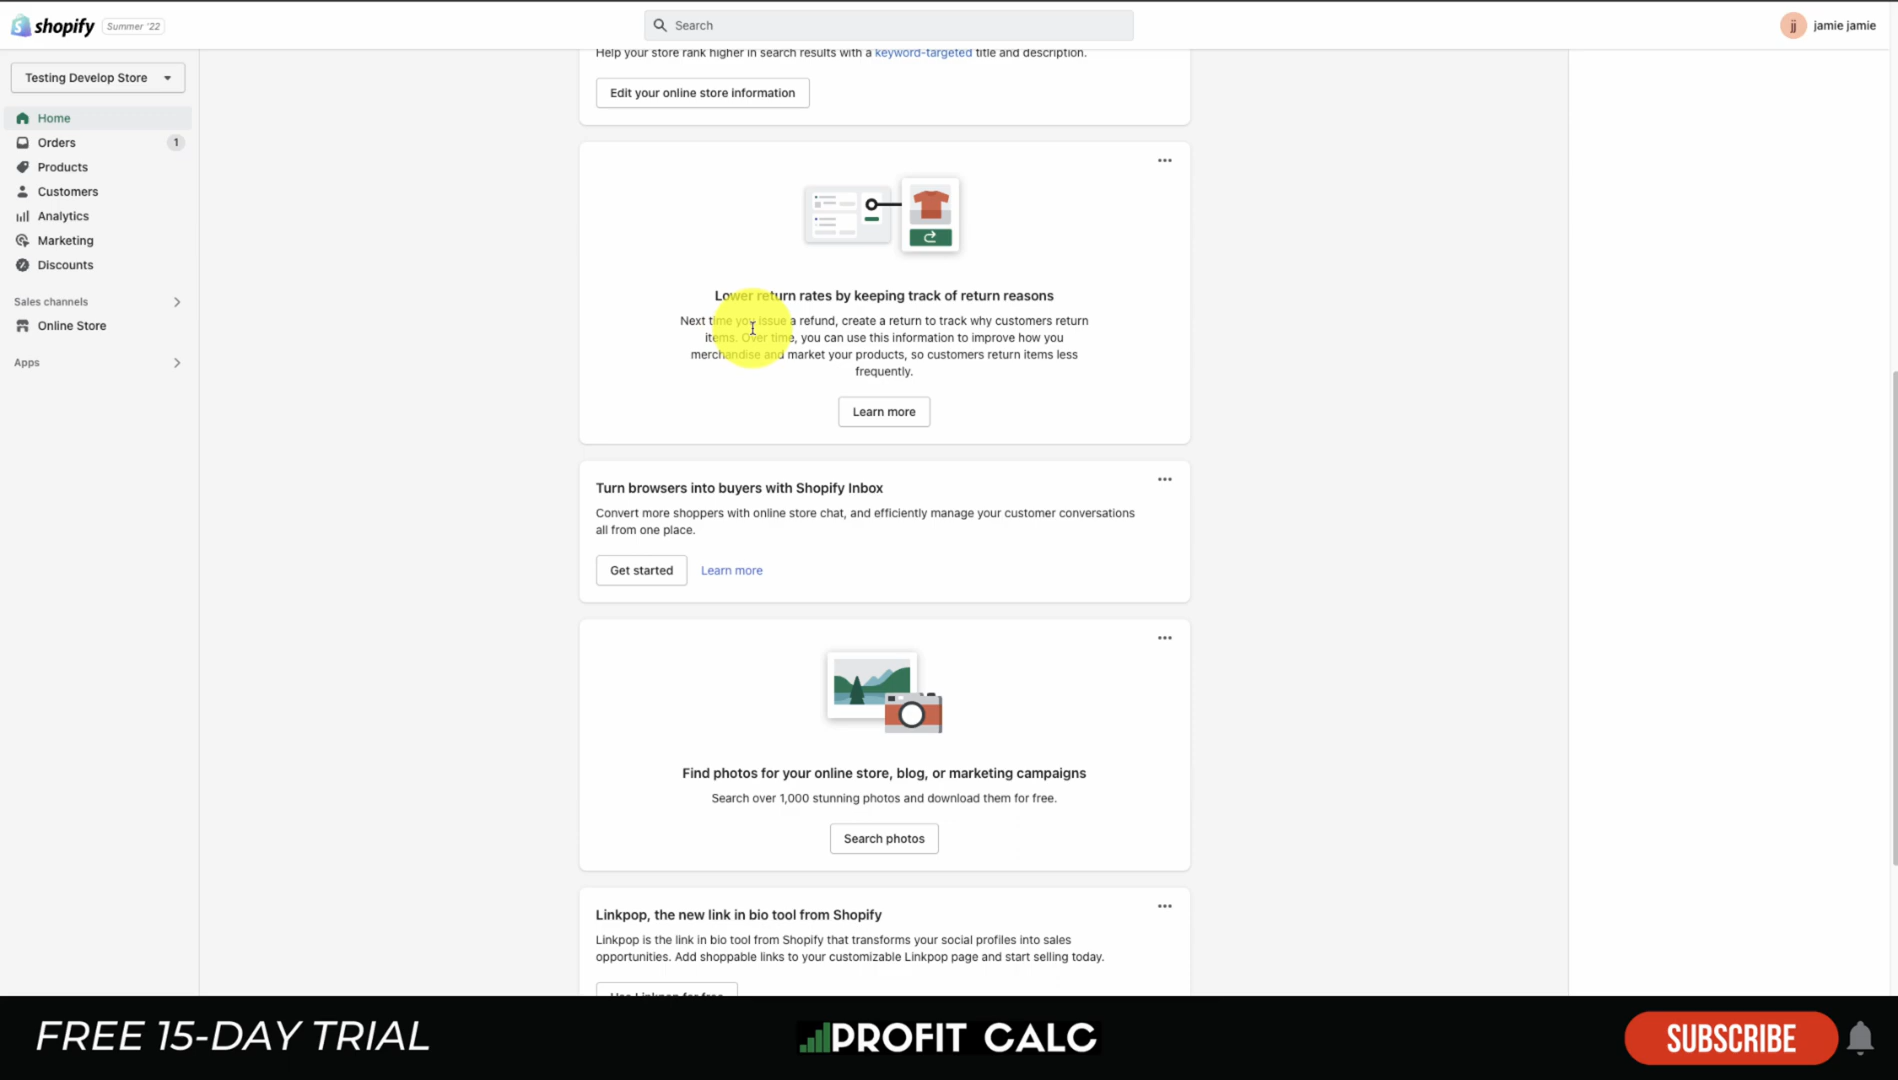 shopify Summer '22
Search
jj jamie jamie
Testing Develop Store
Home
Orders 1
Products
Customers
Analytics
Marketing
Discounts
Sales channels
Online Store
Apps
Help your store rank higher in search results with a keyword-targeted title and description.
Edit your online store information
Lower return rates by keeping track of return reasons
Next time you issue a refund, create a return to track why customers return
items. Over time, you can use this information to improve how you
merchandise and market your products, so customers return items less
frequently.
Learn more
Turn browsers into buyers with Shopify Inbox
Convert more shoppers with online store chat, and efficiently manage your customer conversations
all from one place.
Get started Learn more
Find photos for your online store, blog, or marketing campaigns
Search over 1,000 stunning photos and download them for free.
Search photos
Linkpop, the new link in bio tool from Shopify
Linkpop is the link in bio tool from Shopify that transforms your social profiles into sales
opportunities. Add shoppable links to your customizable Linkpop page and start selling today.
Use Linkpop for free
FREE 15-DAY TRIAL
PROFIT CALC
SUBSCRIBE